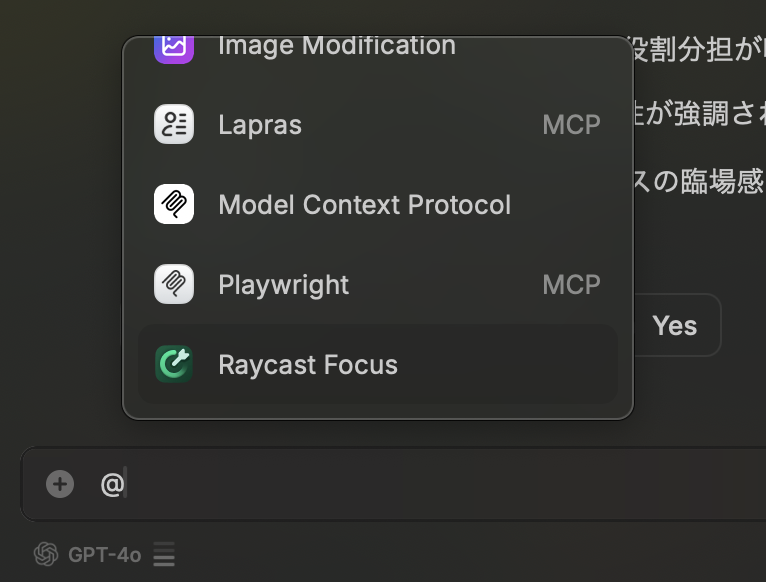 Image Modification
役割分担が
Lapras MCP
性が強調さ
Model Context Protocol
スの臨場感
Playwright MCP
Yes
Raycast Focus
@
GPT-4o